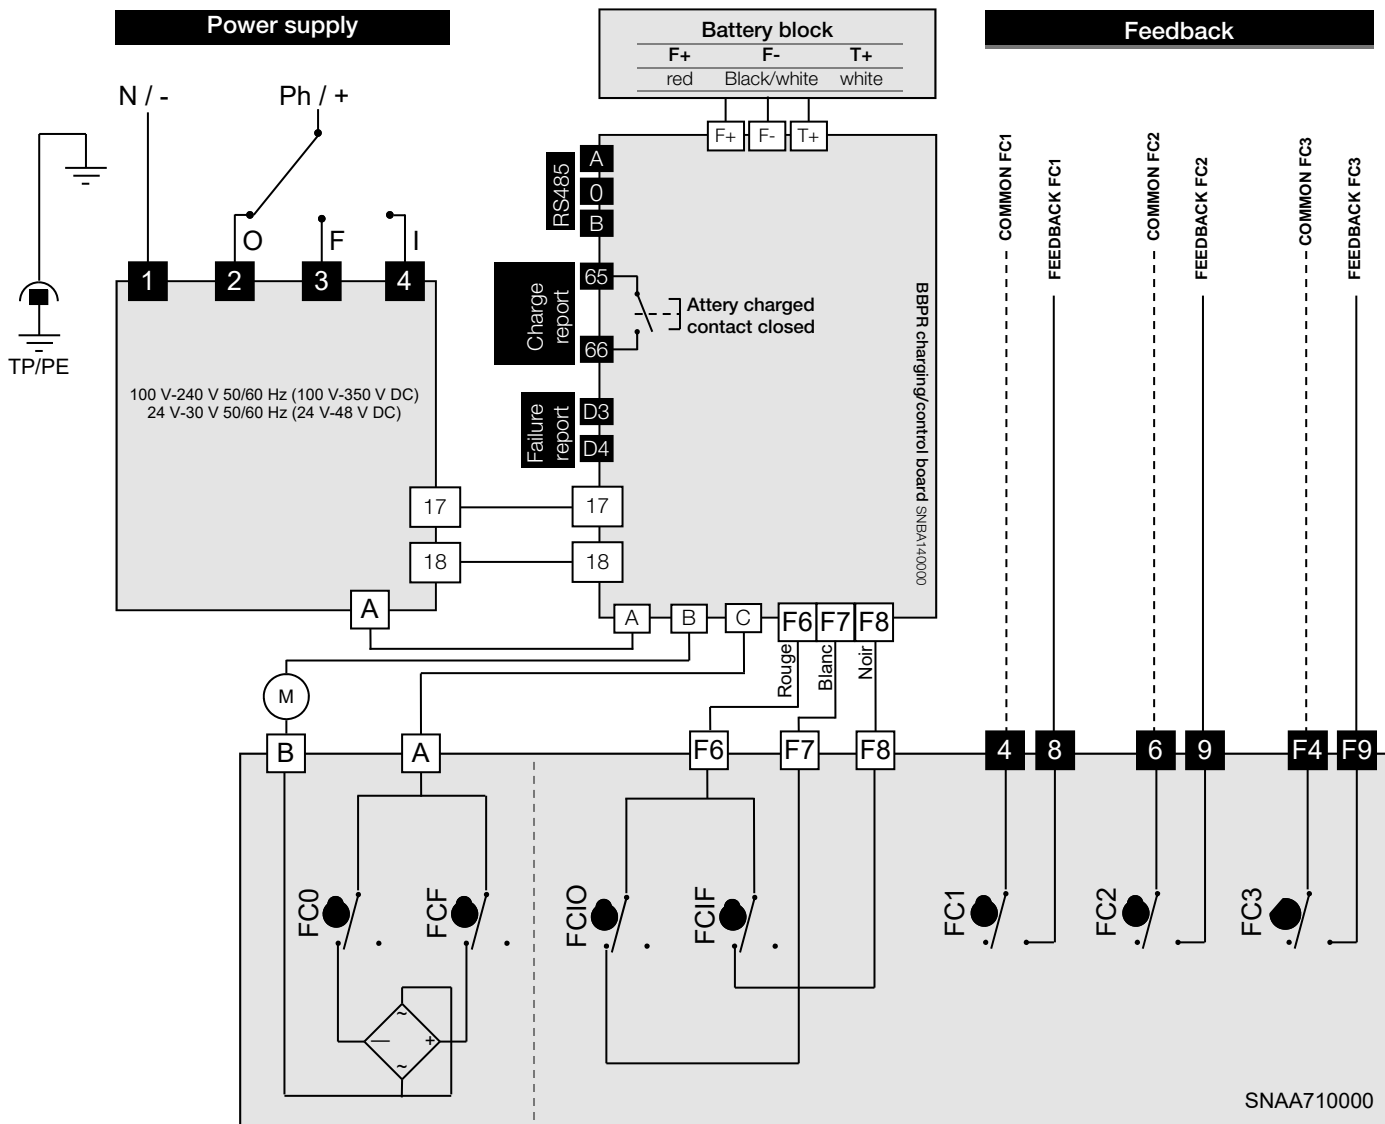 Power supply
Battery block
F+ F- T+
red Black/white white
Feedback
N / -
Ph / +
O
F
I
1
2
3
4
TP/PE
100 V-240 V 50/60 Hz (100 V-350 V DC)
24 V-30 V 50/60 Hz (24 V-48 V DC)
17
18
A
F+
F-
T+
RS485
A
0
B
Charge
report
65
66
Attery charged
contact closed
Failure
report
D3
D4
17
18
BBPR charging/control board SNBA140000
A
B
C
F6
F7
F8
Rouge
Blanc
Noir
COMMON FC1
FEEDBACK FC1
COMMON FC2
FEEDBACK FC2
COMMON FC3
FEEDBACK FC3
M
B
A
F6
F7
F8
4
8
6
9
F4
F9
FC0
FCF
FCIO
FCIF
FC1
FC2
FC3
~
— +
~
SNAA710000